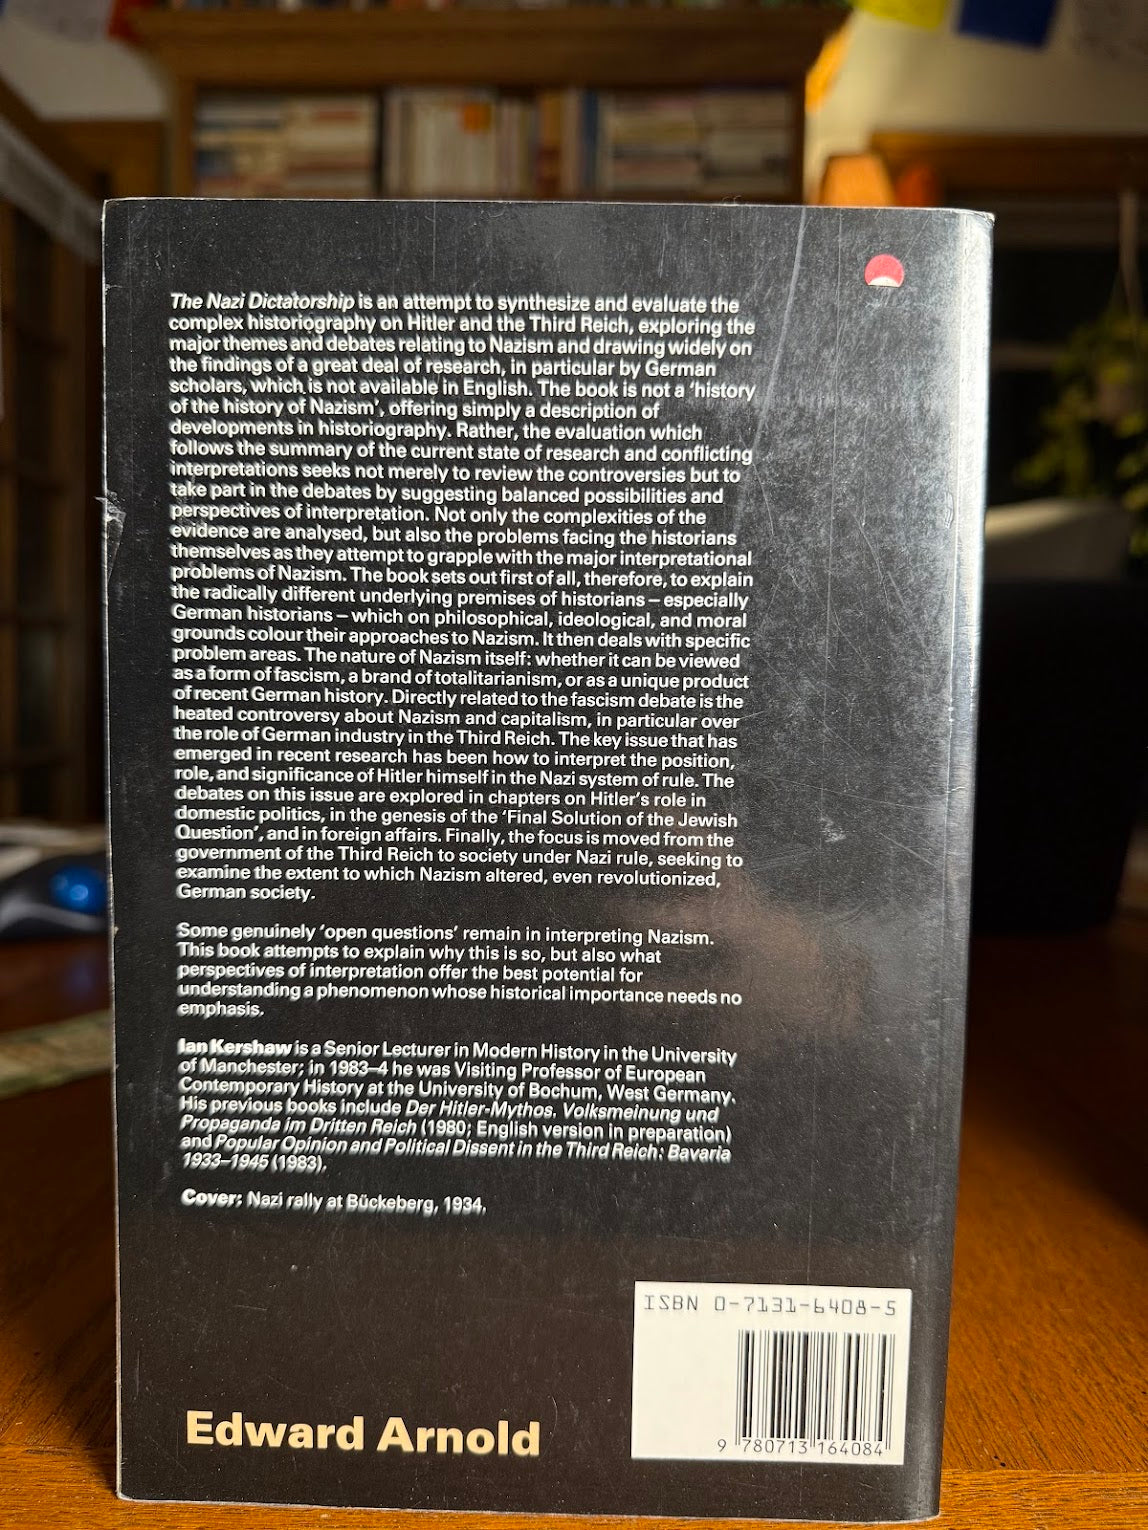 The Nazi Dictatorship is an attempt to synthesize and evaluate the
complex historiography on Hitler and the Third Reich, exploring the
major themes and debates relating to Nazism and drawing widely on
the findings of a great deal of research, in particular by German
scholars, which is not available in English. The book is not a ‘history
of the history of Nazism’, offering simply a description of
developments in historiography. Rather, the evaluation which
follows the summary of the current state of research and conflicting
interpretations seeks not merely to review the controversies but to
take part in the debates by suggesting balanced possibilities and
perspectives of interpretation. Not only the complexities of the
evidence are analysed, but also the problems facing the historians
themselves as they attempt to grapple with the major interpretational
problems of Nazism. The book sets out first of all, therefore, to explain
the radically different underlying premises of historians – especially
German historians – which on philosophical, ideological, and moral
grounds colour their approaches to Nazism. It then deals with specific
problem areas. The nature of Nazism itself: whether it can be viewed
as a form of fascism, a brand of totalitarianism, or as a unique product
of recent German history. Directly related to the fascism debate is the
heated controversy about Nazism and capitalism, in particular over
the role of German industry in the Third Reich. The key issue that has
emerged in recent research has been how to interpret the position,
role, and significance of Hitler himself in the Nazi system of rule. The
debates on this issue are explored in chapters on Hitler’s role in
domestic politics, in the genesis of the ‘Final Solution of the Jewish
Question’, and in foreign affairs. Finally, the focus is moved from the
government of the Third Reich to society under Nazi rule, seeking to
examine the extent to which Nazism altered, even revolutionized,
German society.
Some genuinely ‘open questions’ remain in interpreting Nazism.
This book attempts to explain why this is so, but also what
perspectives of interpretation offer the best potential for
understanding a phenomenon whose historical importance needs no
emphasis.
Ian Kershaw is a Senior Lecturer in Modern History in the University
of Manchester; in 1983–4 he was Visiting Professor of European
Contemporary History at the University of Bochum, West Germany.
His previous books include Der Hitler-Mythos. Volksmeinung und
Propaganda im Dritten Reich (1980; English version in preparation)
and Popular Opinion and Political Dissent in the Third Reich: Bavaria
1933–1945 (1983).
Cover: Nazi rally at Bückeberg, 1934.
ISBN 0-7131-6408-5
9 780713 164084
Edward Arnold